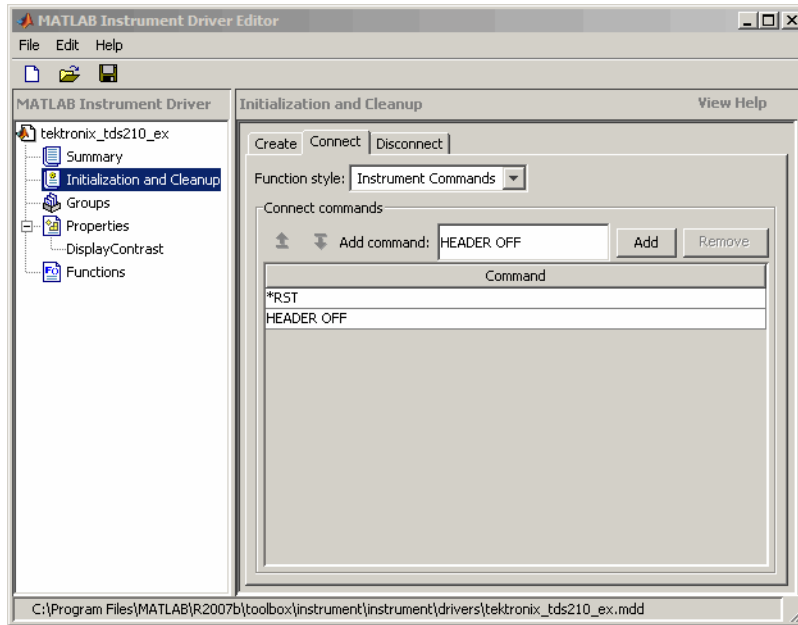 MATLAB Instrument Driver Editor
File Edit Help
MATLAB Instrument Driver
Initialization and Cleanup View Help
tektronix_tds210_ex
Summary
Initialization and Cleanup
Groups
Properties
DisplayContrast
Functions
Create Connect Disconnect
Function style: Instrument Commands
Connect commands
Add command: HEADER OFF Add Remove
Command
*RST
HEADER OFF
C:\Program Files\MATLAB\R2007b\toolbox\instrument\instrument\drivers\tektronix_tds210_ex.mdd